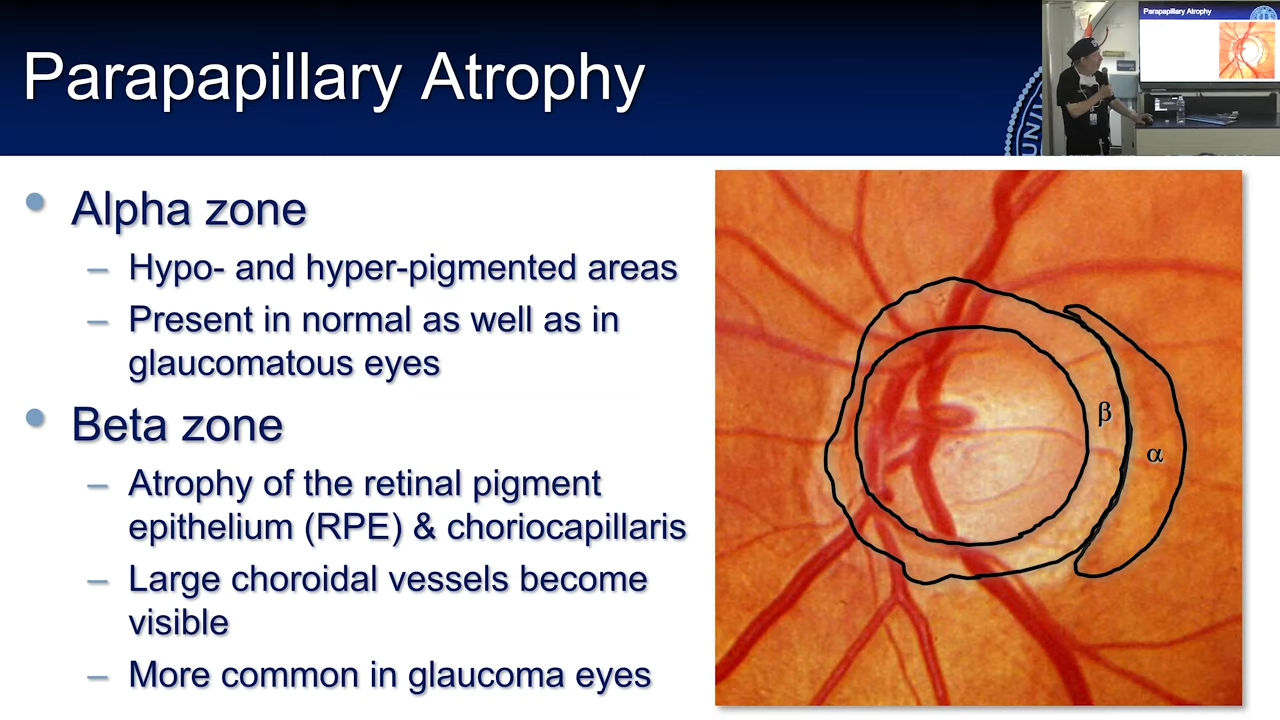 Parapapillary Atrophy
UNIV
Parapapillary Atrophy
• Alpha zone
– Hypo- and hyper-pigmented areas
– Present in normal as well as in
glaucomatous eyes
• Beta zone
– Atrophy of the retinal pigment
epithelium (RPE) & choriocapillaris
– Large choroidal vessels become
visible
– More common in glaucoma eyes
β
α